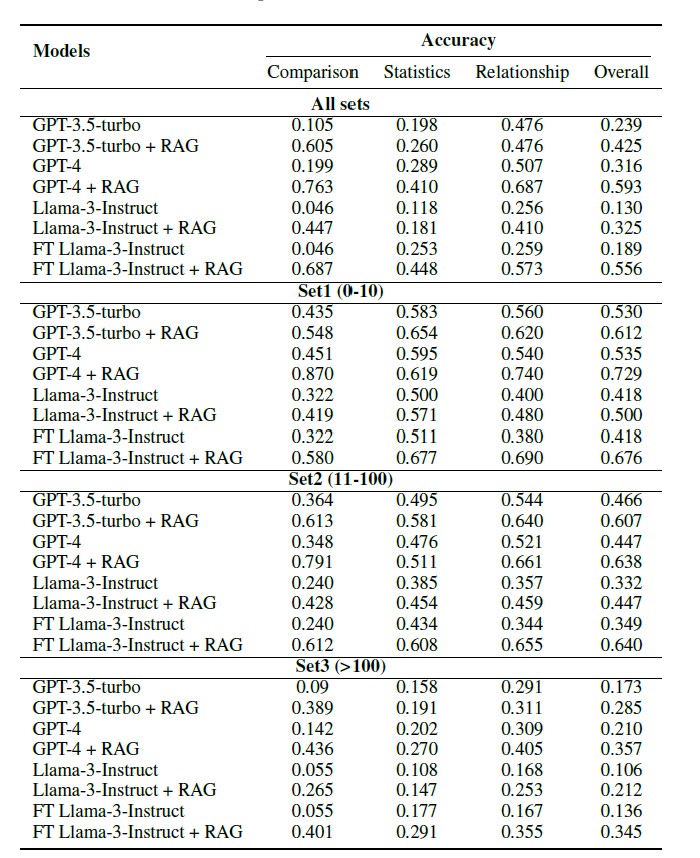 Models
Accuracy
Comparison Statistics Relationship Overall
All sets
GPT-3.5-turbo 0.105 0.198 0.476 0.239
GPT-3.5-turbo + RAG 0.605 0.260 0.476 0.425
GPT-4 0.199 0.289 0.507 0.316
GPT-4 + RAG 0.763 0.410 0.687 0.593
Llama-3-Instruct 0.046 0.118 0.256 0.130
Llama-3-Instruct + RAG 0.447 0.181 0.410 0.325
FT Llama-3-Instruct 0.046 0.253 0.259 0.189
FT Llama-3-Instruct + RAG 0.687 0.448 0.573 0.556
Set1 (0-10)
GPT-3.5-turbo 0.435 0.583 0.560 0.530
GPT-3.5-turbo + RAG 0.548 0.654 0.620 0.612
GPT-4 0.451 0.595 0.540 0.535
GPT-4 + RAG 0.870 0.619 0.740 0.729
Llama-3-Instruct 0.322 0.500 0.400 0.418
Llama-3-Instruct + RAG 0.419 0.571 0.480 0.500
FT Llama-3-Instruct 0.322 0.511 0.380 0.418
FT Llama-3-Instruct + RAG 0.580 0.677 0.690 0.676
Set2 (11-100)
GPT-3.5-turbo 0.364 0.495 0.544 0.466
GPT-3.5-turbo + RAG 0.613 0.581 0.640 0.607
GPT-4 0.348 0.476 0.521 0.447
GPT-4 + RAG 0.791 0.511 0.661 0.638
Llama-3-Instruct 0.240 0.385 0.357 0.332
Llama-3-Instruct + RAG 0.428 0.454 0.459 0.447
FT Llama-3-Instruct 0.240 0.434 0.344 0.349
FT Llama-3-Instruct + RAG 0.612 0.608 0.655 0.640
Set3 (>100)
GPT-3.5-turbo 0.09 0.158 0.291 0.173
GPT-3.5-turbo + RAG 0.389 0.191 0.311 0.285
GPT-4 0.142 0.202 0.309 0.210
GPT-4 + RAG 0.436 0.270 0.405 0.357
Llama-3-Instruct 0.055 0.108 0.168 0.106
Llama-3-Instruct + RAG 0.265 0.147 0.253 0.212
FT Llama-3-Instruct 0.055 0.177 0.167 0.136
FT Llama-3-Instruct + RAG 0.401 0.291 0.355 0.345